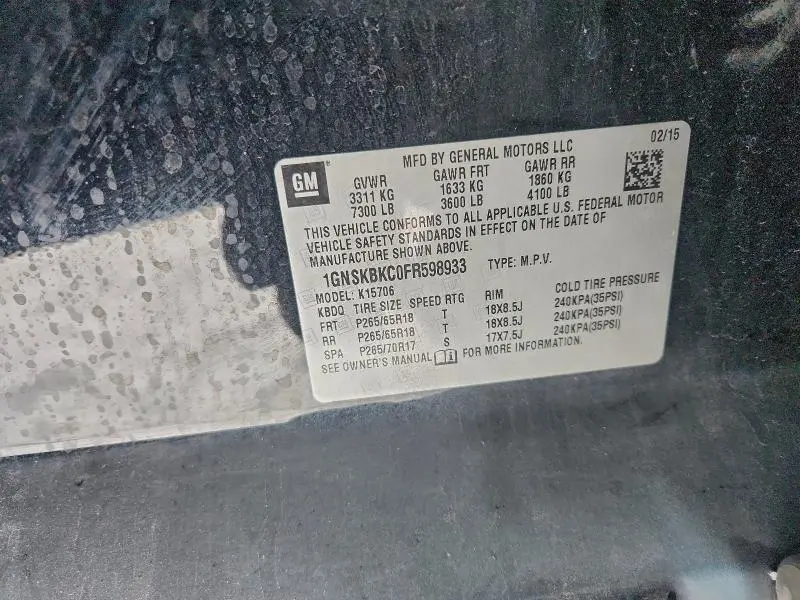 02/15
MFD BY GENERAL MOTORS LLC
GM
GVWR GAWR FRT GAWR RR
3311 KG 1633 KG 1860 KG
7300 LB 3600 LB 4100 LB
THIS VEHICLE CONFORMS TO ALL APPLICABLE U.S. FEDERAL MOTOR
VEHICLE SAFETY STANDARDS IN EFFECT ON THE DATE OF
MANUFACTURE SHOWN ABOVE.
1GNSKBKC0FR598933 TYPE: M.P.V.
MODEL: K15706
KBDQ TIRE SIZE SPEED RTG RIM COLD TIRE PRESSURE
FRT P265/65R18 T 18X8.5J 240KPA(35PSI)
RR P265/65R18 T 18X8.5J 240KPA(35PSI)
SPA P265/70R17 S 17X7.5J 240KPA(35PSI)
SEE OWNER'S MANUAL FOR MORE INFORMATION.